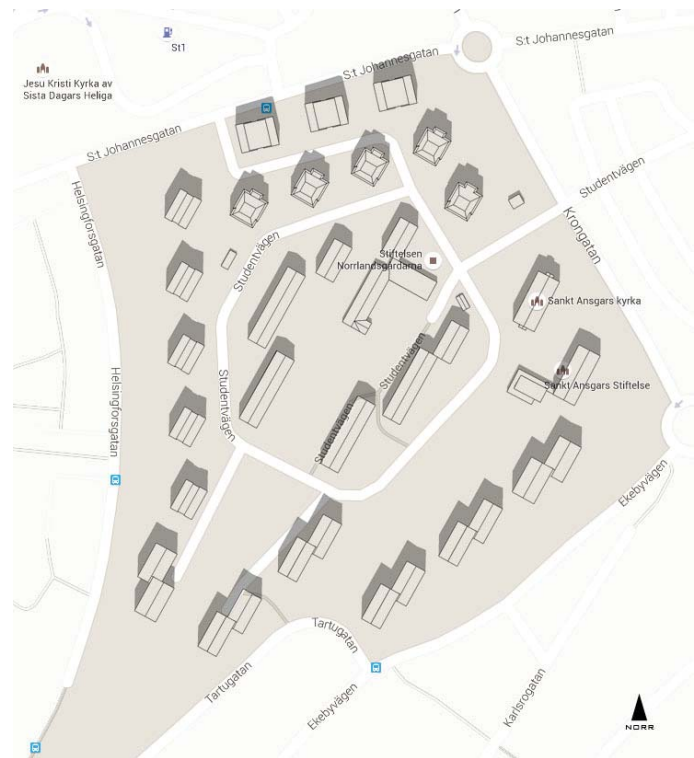 St1
S:t Johannesgatan
S:t Johannesgatan
Jesu Kristi Kyrka av
Sista Dagars Heliga
S:t Johannesgatan
Studentvägen
Helsingforsgatan
Krongatan
Studentvägen
Stiftelsen
Norrlandsgårdarna
Sankt Ansgars kyrka
Studentvägen
Sankt Ansgars Stiftelse
Helsingforsgatan
Studentvägen
Studentvägen
Ekebyvägen
Tartugatan
Tartugatan
Ekebyvägen
Karlsrogatan
NORR